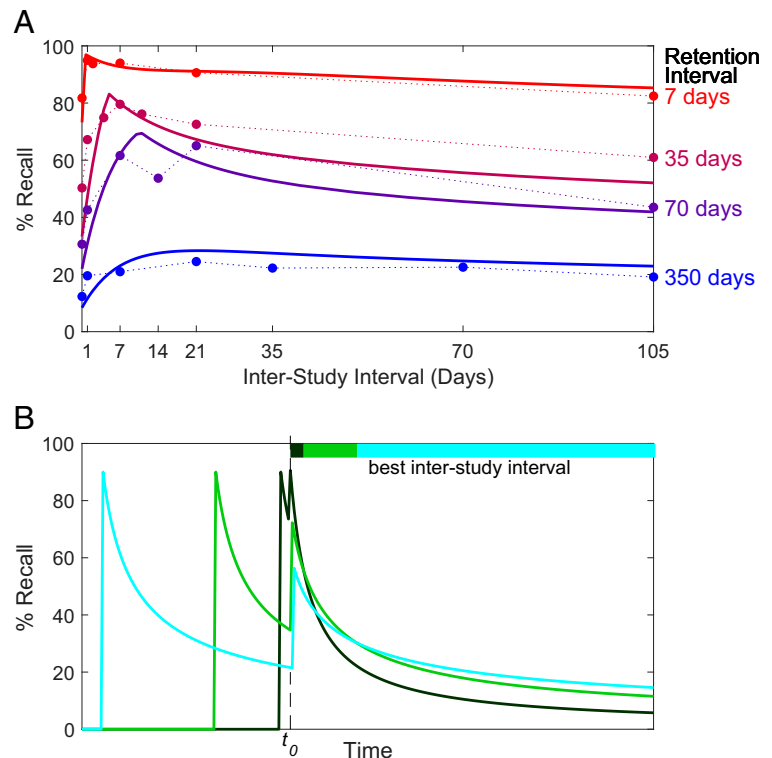 A
% Recall
100
80
60
40
20
0
1 7 14 21 35 70 105
Inter-Study Interval (Days)
Retention
Interval
7 days
35 days
70 days
350 days
B
% Recall
100
80
60
40
20
0
best inter-study interval
t0
Time